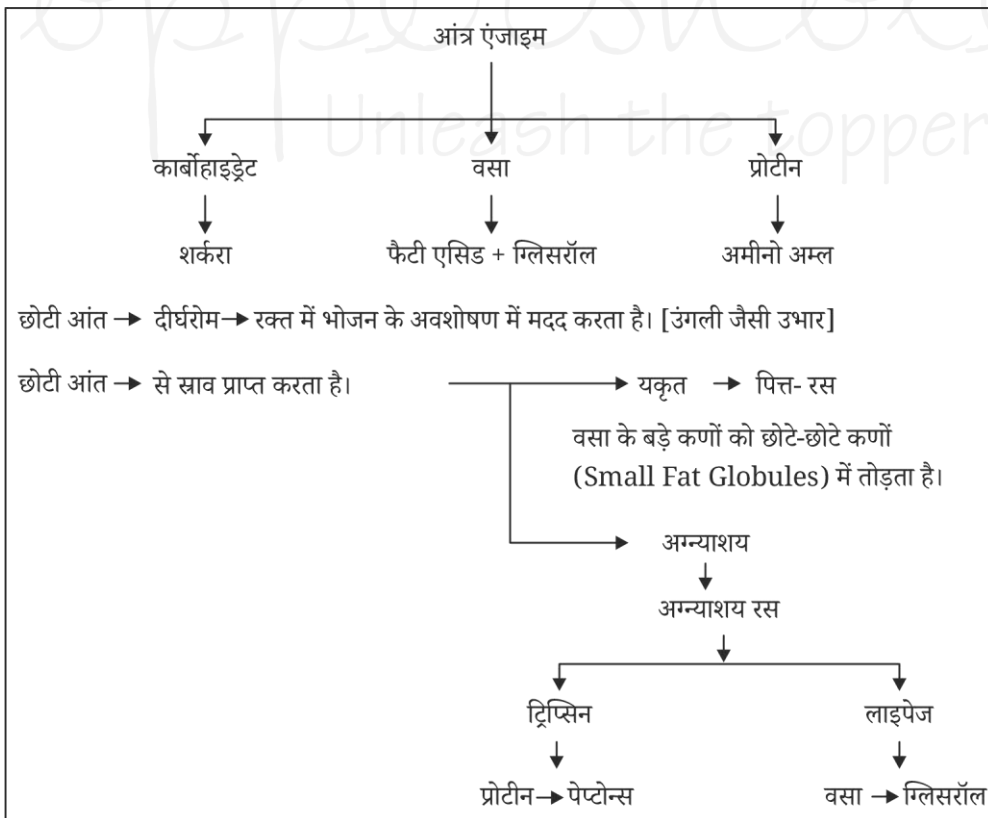 आंत्र एंजाइम
Unleash the topper
कार्बोहाइड्रेट वसा प्रोटीन
शर्करा फैटी एसिड + ग्लिसरॉल अमीनो अम्ल
छोटी आंत → दीर्घरोम → रक्त में भोजन के अवशोषण में मदद करता है। [उंगली जैसी उभार]
छोटी आंत → से स्राव प्राप्त करता है। → यकृत → पित्त- रस
वसा के बड़े कणों को छोटे-छोटे कणों
(Small Fat Globules) में तोड़ता है।
अग्न्याशय
अग्न्याशय रस
ट्रिप्सिन लाइपेज
प्रोटीन → पेप्टोन्स वसा → ग्लिसरॉल